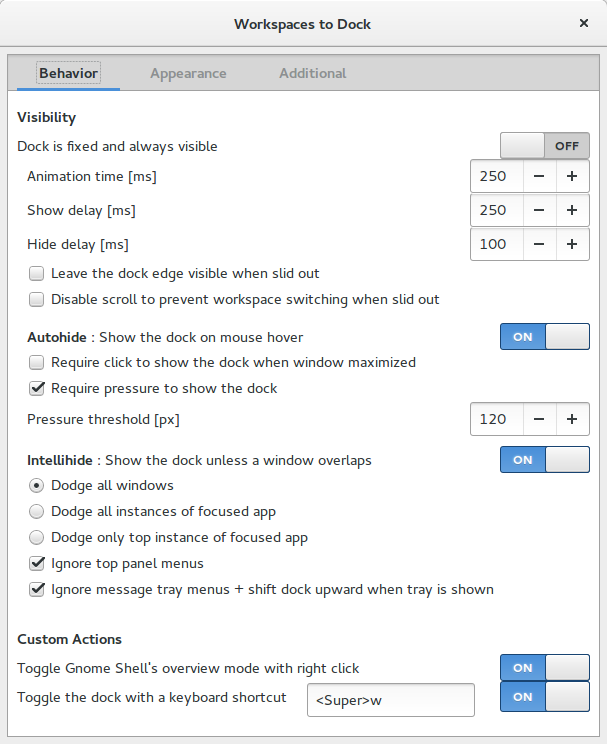 Workspaces to Dock ×
Behavior Appearance Additional
Visibility
Dock is fixed and always visible OFF
Animation time [ms] 250 − +
Show delay [ms] 250 − +
Hide delay [ms] 100 − +
Leave the dock edge visible when slid out
Disable scroll to prevent workspace switching when slid out
Autohide : Show the dock on mouse hover ON
Require click to show the dock when window maximized
Require pressure to show the dock
Pressure threshold [px] 120 − +
Intellihide : Show the dock unless a window overlaps ON
Dodge all windows
Dodge all instances of focused app
Dodge only top instance of focused app
Ignore top panel menus
Ignore message tray menus + shift dock upward when tray is shown
Custom Actions
Toggle Gnome Shell's overview mode with right click ON
Toggle the dock with a keyboard shortcut <Super>w ON